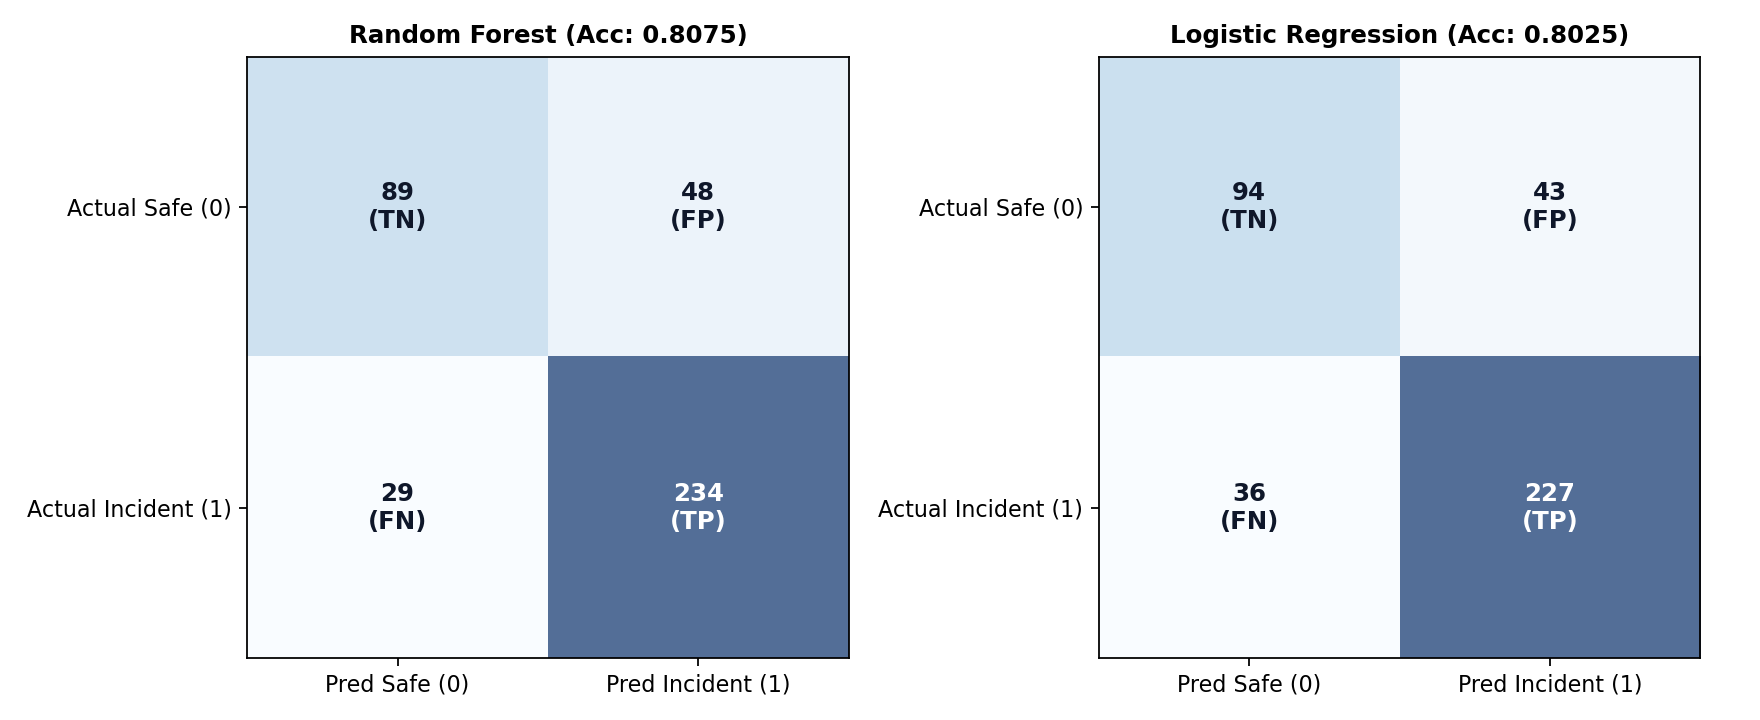 Random Forest (Acc: 0.8075)
Actual Safe (0)
89
(TN)
48
(FP)
Actual Incident (1)
29
(FN)
234
(TP)
Pred Safe (0)
Pred Incident (1)
Logistic Regression (Acc: 0.8025)
Actual Safe (0)
94
(TN)
43
(FP)
Actual Incident (1)
36
(FN)
227
(TP)
Pred Safe (0)
Pred Incident (1)